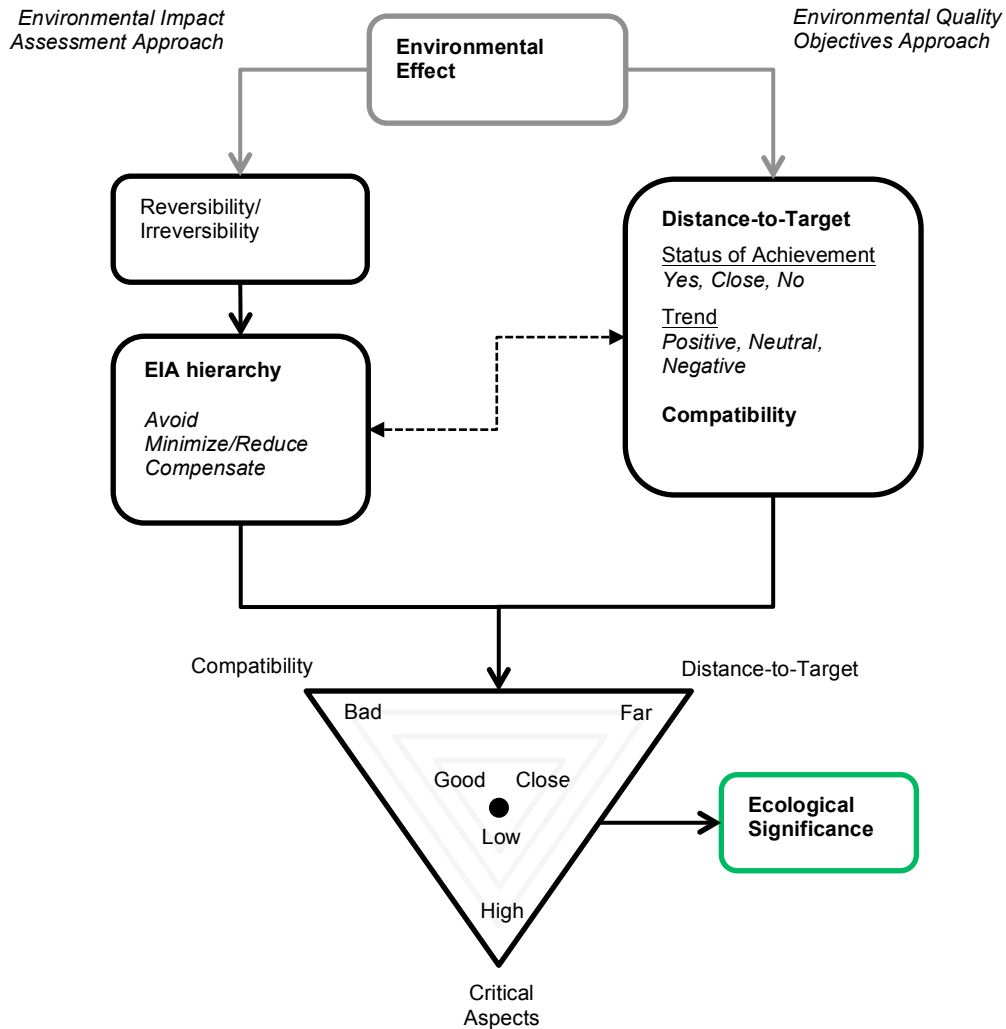 Environmental Impact
Assessment Approach
Environmental
Effect
Environmental Quality
Objectives Approach
Reversibility/
Irreversibility
EIA hierarchy
Avoid
Minimize/Reduce
Compensate
Distance-to-Target
Status of Achievement
Yes, Close, No
Trend
Positive, Neutral,
Negative
Compatibility
Compatibility
Distance-to-Target
Bad
Far
Good
Close
Low
High
Critical
Aspects
Ecological
Significance